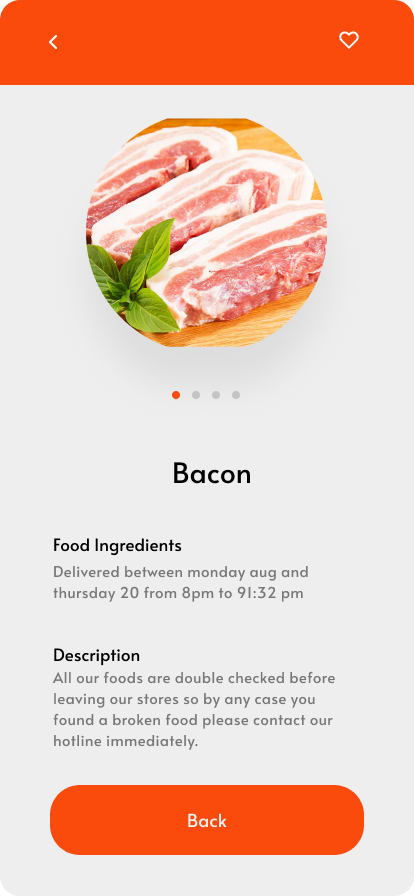 Bacon
Food Ingredients
Delivered between monday aug and
thursday 20 from 8pm to 91:32 pm
Description
All our foods are double checked before
leaving our stores so by any case you
found a broken food please contact our
hotline immediately.
Back